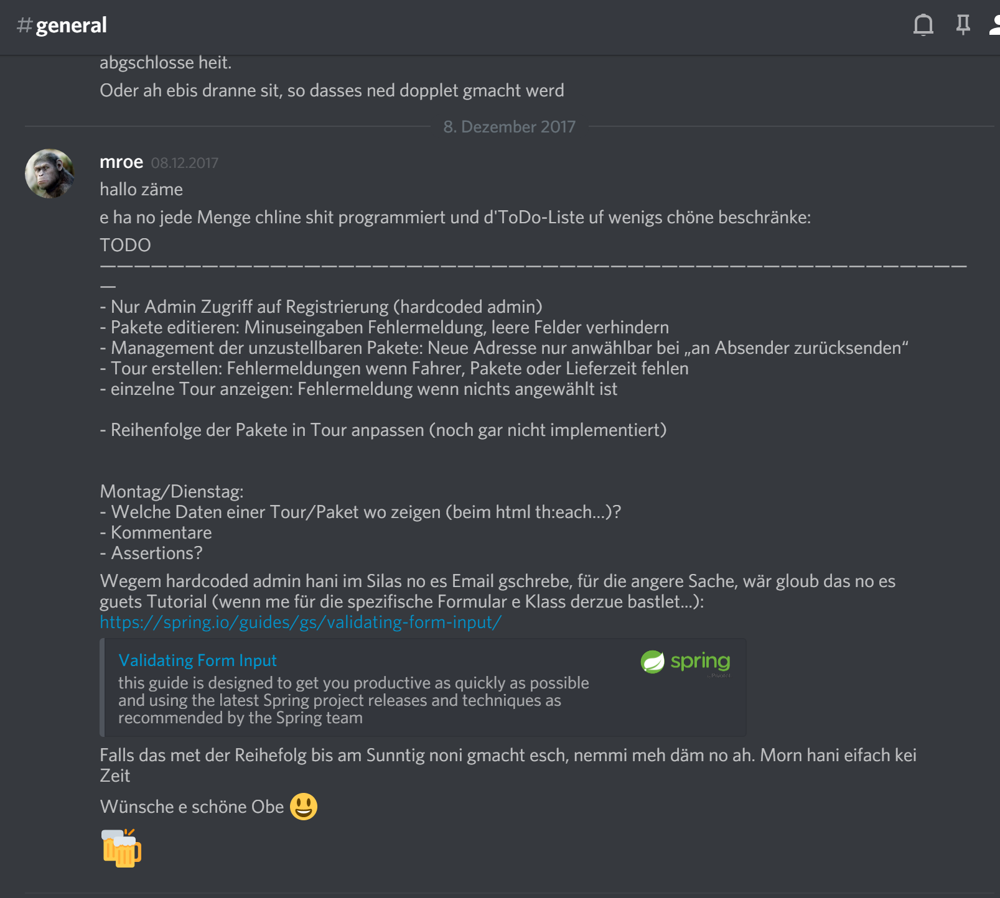 #general
abgschlosse heit.
Oder ah ebis dranne sit, so dasses ned dopplet gmacht werd
8. Dezember 2017
mroe 08.12.2017
hallo zäme
e ha no jede Menge chline shit programmiert und d'ToDo-Liste uf wenigs chöne beschränke:
TODO
———————————————————————————————————————————————————
—
- Nur Admin Zugriff auf Registrierung (hardcoded admin)
- Pakete editieren: Minuseingaben Fehlermeldung, leere Felder verhindern
- Management der unzustellbaren Pakete: Neue Adresse nur anwählbar bei „an Absender zurücksenden“
- Tour erstellen: Fehlermeldungen wenn Fahrer, Pakete oder Lieferzeit fehlen
- einzelne Tour anzeigen: Fehlermeldung wenn nichts angewählt ist
- Reihenfolge der Pakete in Tour anpassen (noch gar nicht implementiert)
Montag/Dienstag:
- Welche Daten einer Tour/Paket wo zeigen (beim html th:each...)?
- Kommentare
- Assertions?
Wegem hardcoded admin hani im Silas no es Email gschrebe, für die angere Sache, wär gloub das no es
guets Tutorial (wenn me für die spezifische Formular e Klass derzue bastlet...):
https://spring.io/guides/gs/validating-form-input/
Validating Form Input
spring
by Pivotal
this guide is designed to get you productive as quickly as possible
and using the latest Spring project releases and techniques as
recommended by the Spring team
Falls das met der Reihefolg bis am Sunntig noni gmacht esch, nemmi meh däm no ah. Morn hani eifach kei
Zeit
Wünsche e schöne Obe 😃
🍻